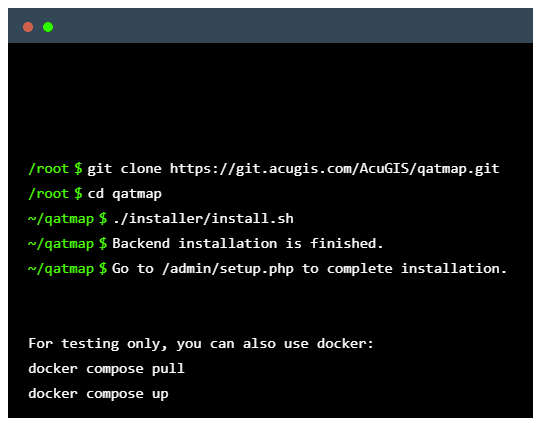 /root $ git clone https://git.acugis.com/AcuGIS/qatmap.git
/root $ cd qatmap
~/qatmap $ ./installer/install.sh
~/qatmap $ Backend installation is finished.
~/qatmap $ Go to /admin/setup.php to complete installation.
For testing only, you can also use docker:
docker compose pull
docker compose up